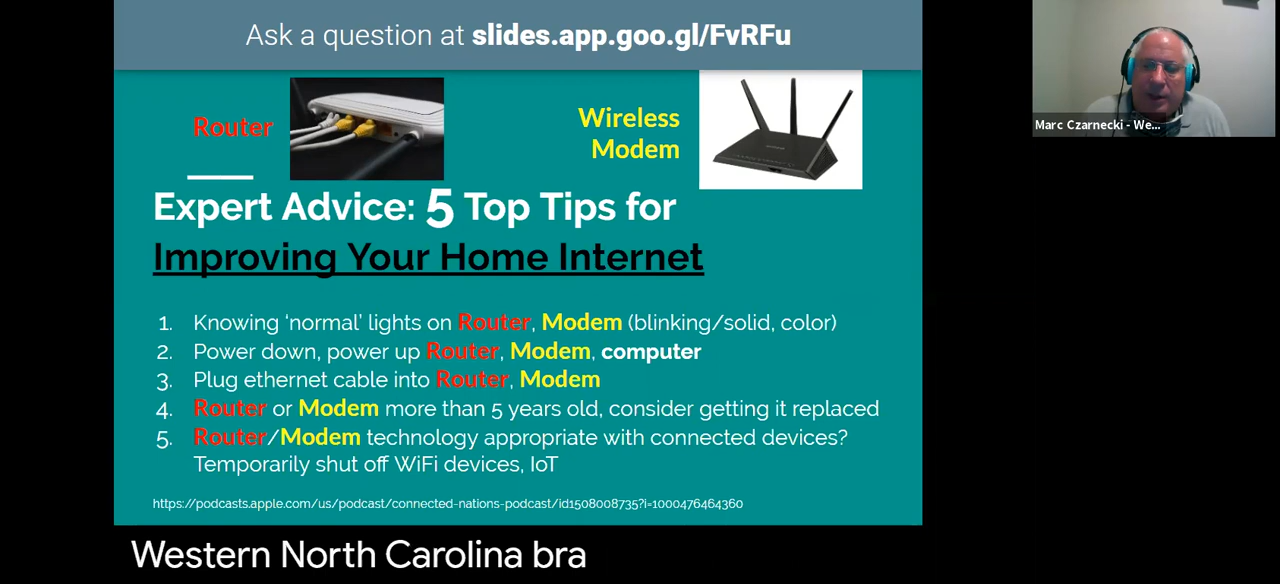 Ask a question at slides.app.goo.gl/FvRFu
Router
Wireless
Modem
Expert Advice: 5 Top Tips for
Improving Your Home Internet
1. Knowing ‘normal’ lights on Router, Modem (blinking/solid, color)
2. Power down, power up Router, Modem, computer
3. Plug ethernet cable into Router, Modem
4. Router or Modem more than 5 years old, consider getting it replaced
5. Router/Modem technology appropriate with connected devices?
Temporarily shut off WiFi devices, IoT
https://podcasts.apple.com/us/podcast/connected-nations-podcast/id1508008735?i=1000476464360
Western North Carolina bra
Marc Czarnecki - We...